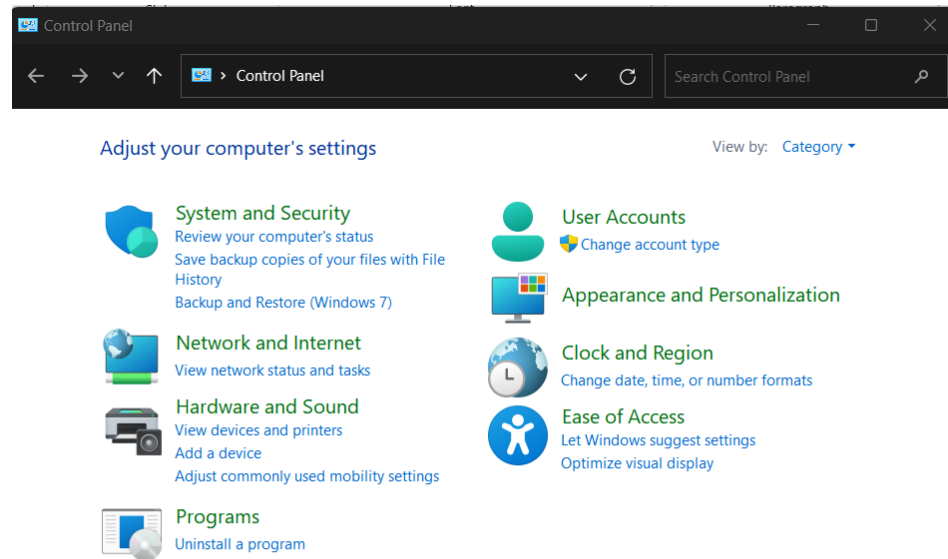 Control Panel
Control Panel
Search Control Panel
Adjust your computer's settings
View by: Category
System and Security
Review your computer's status
Save backup copies of your files with File
History
Backup and Restore (Windows 7)
Network and Internet
View network status and tasks
Hardware and Sound
View devices and printers
Add a device
Adjust commonly used mobility settings
Programs
Uninstall a program
User Accounts
Change account type
Appearance and Personalization
Clock and Region
Change date, time, or number formats
Ease of Access
Let Windows suggest settings
Optimize visual display